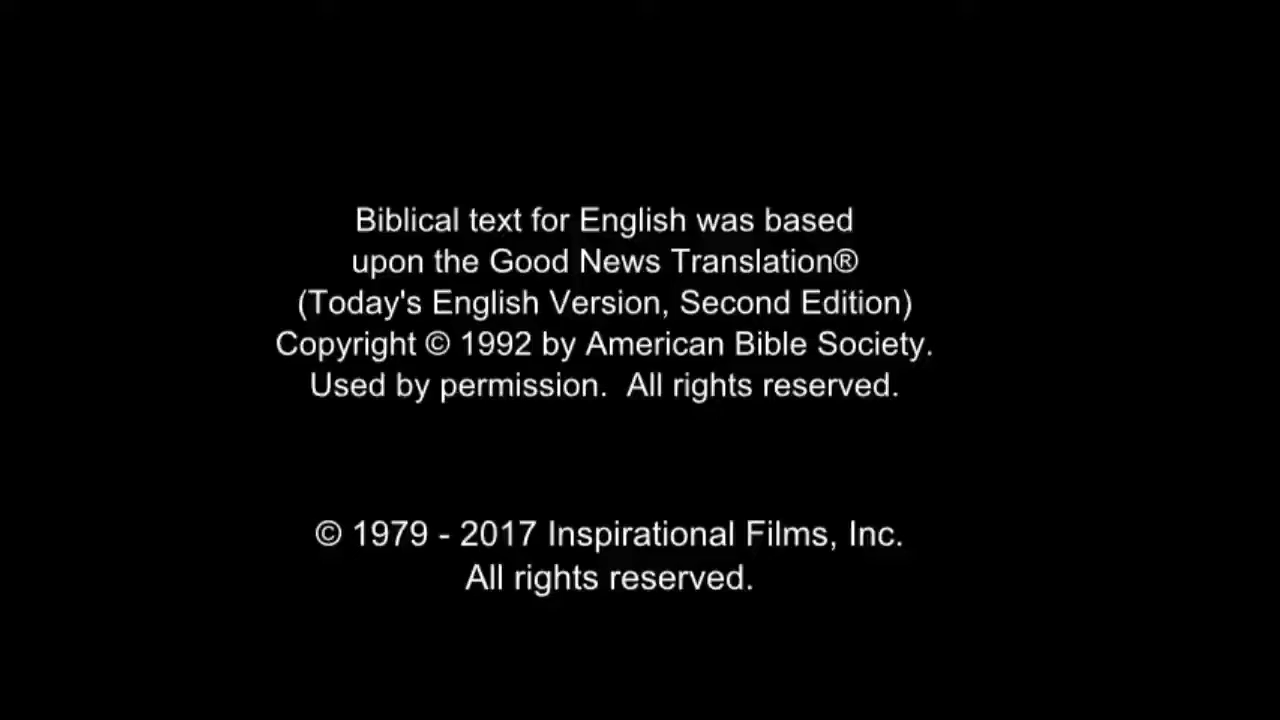 Biblical text for English was based
upon the Good News Translation®
(Today's English Version, Second Edition)
Copyright © 1992 by American Bible Society.
Used by permission.  All rights reserved.
© 1979 - 2017 Inspirational Films, Inc.
All rights reserved.